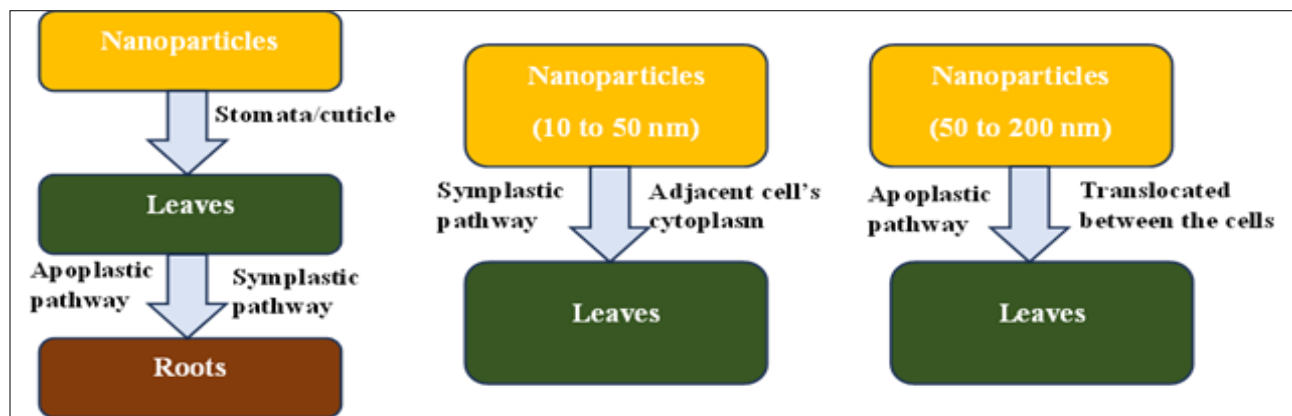 Nanoparticles
Stomata/cuticle
Leaves
Apoplastic
pathway
Symplastic
pathway
Roots
Nanoparticles
(10 to 50 nm)
Symplastic
pathway
Adjacent cell's
cytoplasm
Leaves
Nanoparticles
(50 to 200 nm)
Apoplastic
pathway
Translocated
between the cells
Leaves